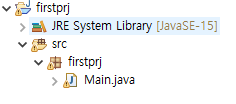 firstprj
JRE System Library [JavaSE-15]
src
firstprj
Main.java